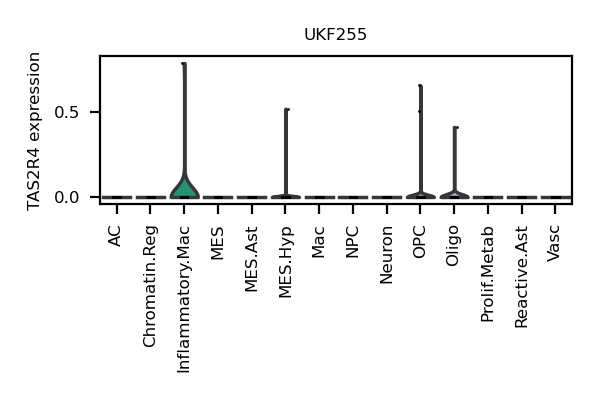 UKF255
TAS2R4 expression
0.5
0.0
AC
Chromatin.Reg
Inflammatory.Mac
MES
MES.Ast
MES.Hyp
Mac
NPC
Neuron
OPC
Oligo
Prolif.Metab
Reactive.Ast
Vasc